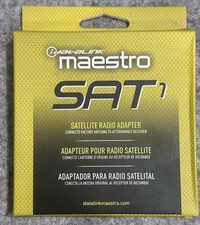 idatalink
maestro
SAT1
SATELLITE RADIO ADAPTER
CONNECTS FACTORY ANTENNA TO AFTERMARKET RECEIVER
ADAPTEUR POUR RADIO SATELLITE
CONNECTE L'ANTENNE D'ORIGINE AU RÉCEPTEUR DE RECHANGE
ADAPTADOR PARA RADIO SATELITAL
CONECTA LA ANTENA ORIGINAL AL RECEPTOR DE RECAMBIO
idatalinkmaestro.com